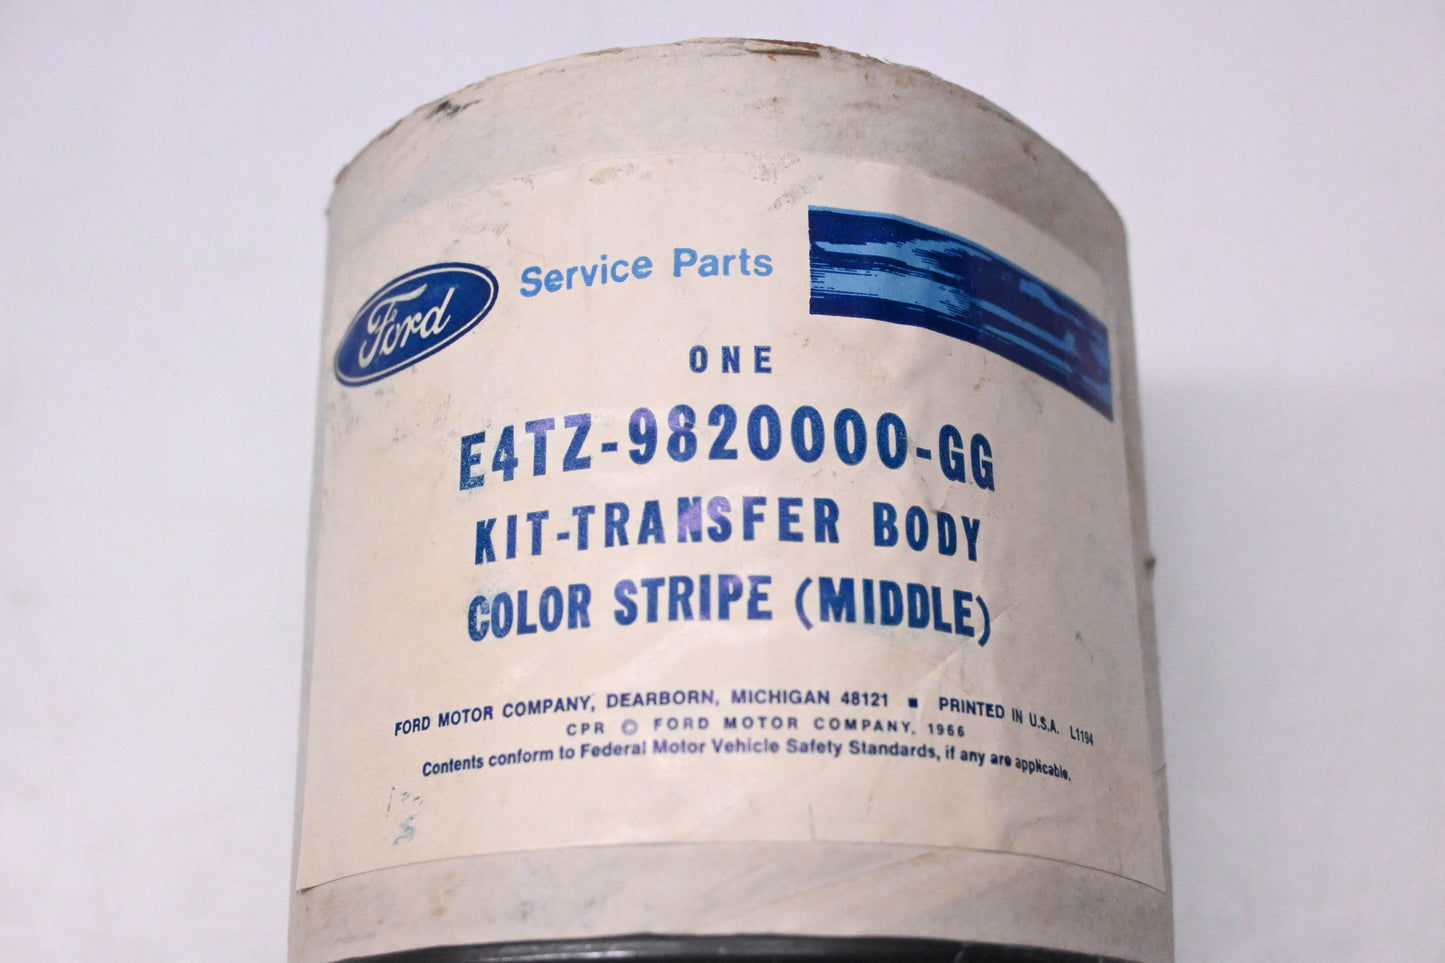 Ford Service Parts
ONE
E4TZ-9820000-GG
KIT-TRANSFER BODY
COLOR STRIPE (MIDDLE)
FORD MOTOR COMPANY, DEARBORN, MICHIGAN 48121 ■ PRINTED IN U.S.A. L1194
CPR © FORD MOTOR COMPANY, 1966
Contents conform to Federal Motor Vehicle Safety Standards, if any are applicable.